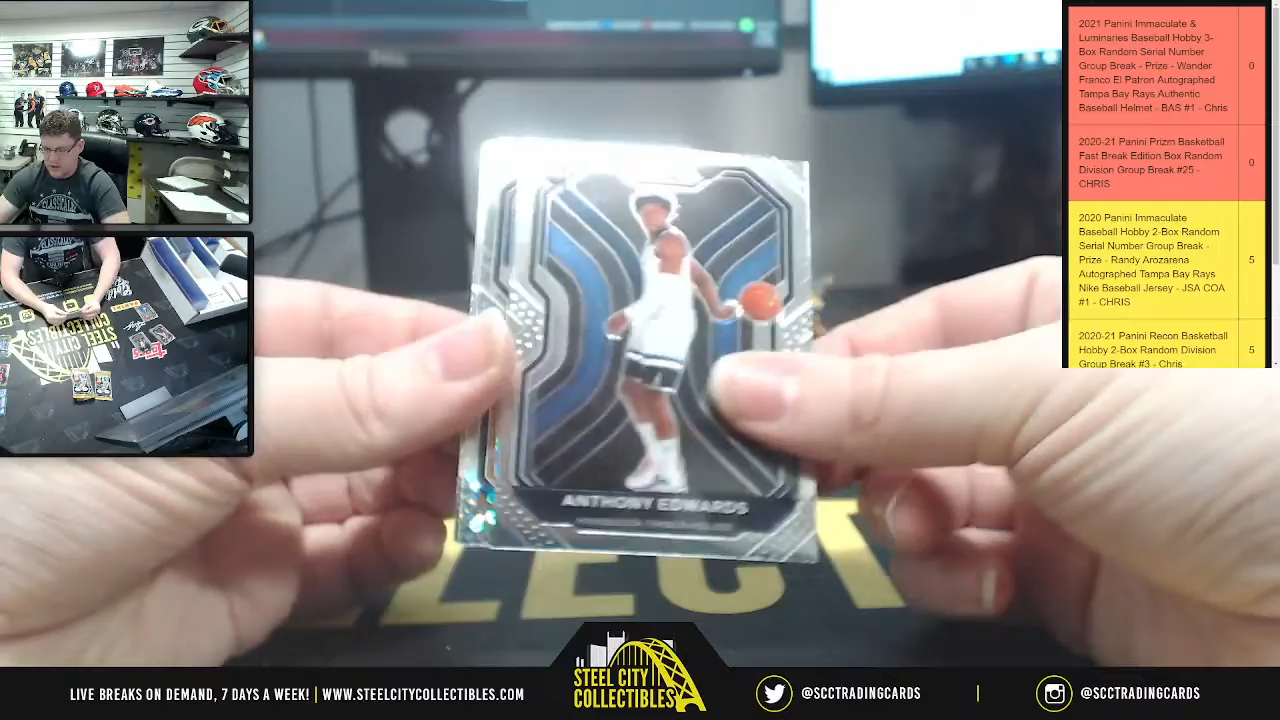 2021 Panini Immaculate &
Luminaries Baseball Hobby 3-
Box Random Serial Number
Group Break - Prize - Wander
Franco El Patron Autographed
Tampa Bay Rays Authentic
Baseball Helmet - BAS #1 - Chris
0
2020-21 Panini Prizm Basketball
Fast Break Edition Box Random
Division Group Break #25 -
CHRIS
0
2020 Panini Immaculate
Baseball Hobby 2-Box Random
Serial Number Group Break -
Prize - Randy Arozarena
Autographed Tampa Bay Rays
Nike Baseball Jersey - JSA COA
#1 - CHRIS
5
2020-21 Panini Recon Basketball
Hobby 2-Box Random Division
Group Break #3 - Chris
5
ANTHONY EDWARDS
LECT
STEEL CITY
COLLECTIBLES
LIVE BREAKS ON DEMAND, 7 DAYS A WEEK! | WWW.STEELCITYCOLLECTIBLES.COM
@SCCTRADINGCARDS
@SCCTRADINGCARDS